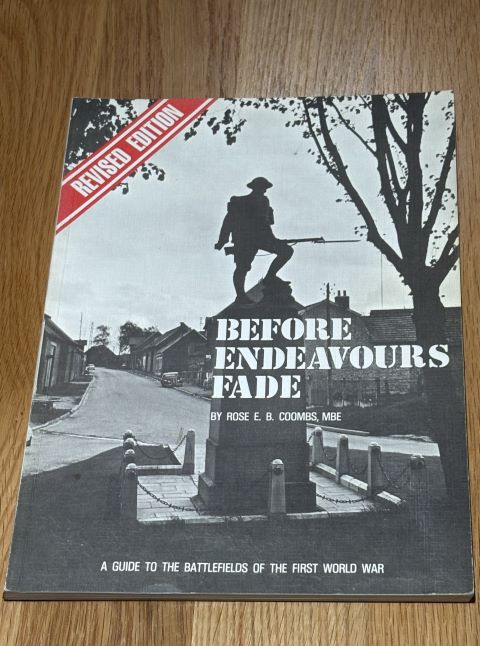 REVISED EDITION
BEFORE
ENDEAVOURS
FADE
BY ROSE E. B. COOMBS, MBE
A GUIDE TO THE BATTLEFIELDS OF THE FIRST WORLD WAR